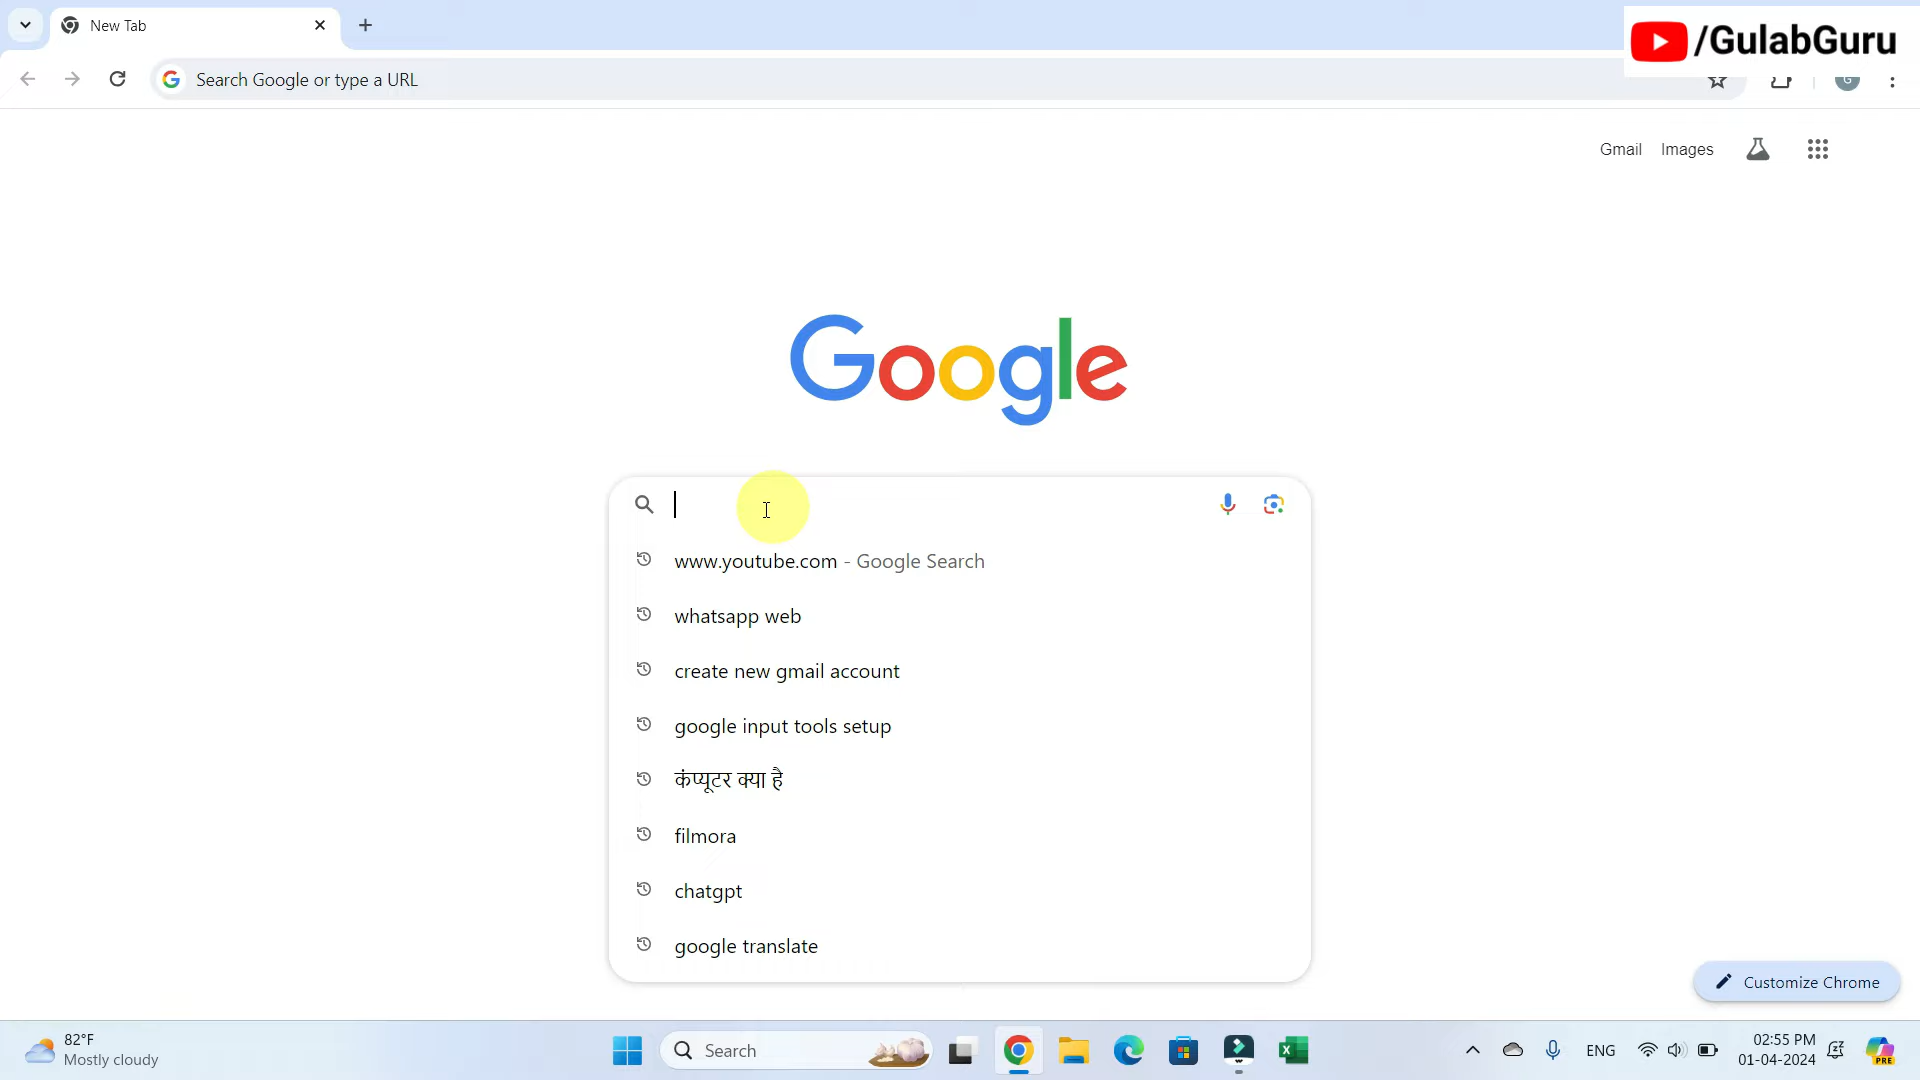 New Tab
/GulabGuru
Search Google or type a URL
G
Gmail Images
Google
www.youtube.com - Google Search
whatsapp web
create new gmail account
google input tools setup
कंप्यूटर क्या है
filmora
chatgpt
google translate
Customize Chrome
82°F
Mostly cloudy
Search
ENG
02:55 PM
01-04-2024
PRE